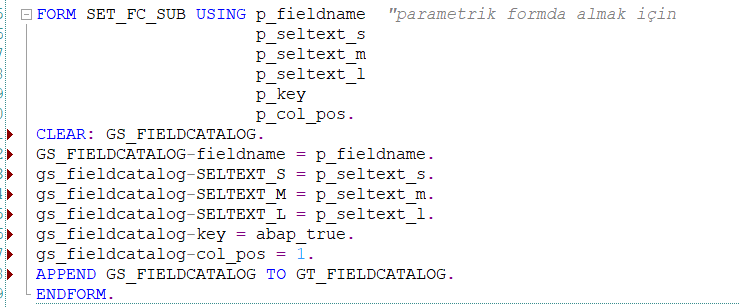 FORM SET_FC_SUB USING p_fieldname "parametrik formda almak için
p_seltext_s
p_seltext_m
p_seltext_l
p_key
p_col_pos.
CLEAR: GS_FIELDCATALOG.
GS_FIELDCATALOG-fieldname = p_fieldname.
gs_fieldcatalog-SELTEXT_S = p_seltext_s.
gs_fieldcatalog-SELTEXT_M = p_seltext_m.
gs_fieldcatalog-SELTEXT_L = p_seltext_l.
gs_fieldcatalog-key = abap_true.
gs_fieldcatalog-col_pos = 1.
APPEND GS_FIELDCATALOG TO GT_FIELDCATALOG.
ENDFORM.